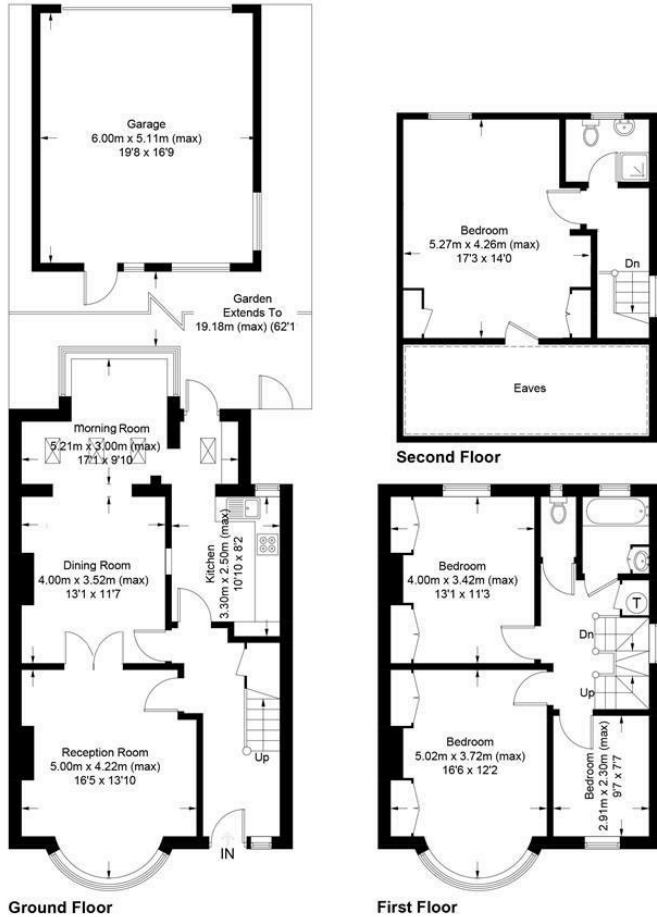 Garage
6.00m x 5.11m (max)
19'8 x 16'9
Garden
Extends To
19.18m (max) (62'1
Morning Room
5.21m x 3.00m (max)
17'1 x 9'10
Dining Room
4.00m x 3.52m (max)
13'1 x 11'7
Kitchen
3.30m x 2.50m (max)
10'10 x 8'2
Reception Room
5.00m x 4.22m (max)
16'5 x 13'10
Up
IN
Ground Floor
Bedroom
5.27m x 4.26m (max)
17'3 x 14'0
Dn
Eaves
Second Floor
Bedroom
4.00m x 3.42m (max)
13'1 x 11'3
T
Dn
Up
Bedroom
5.02m x 3.72m (max)
16'6 x 12'2
Bedroom
2.91m x 2.30m (max)
9'7 x 7'7
First Floor